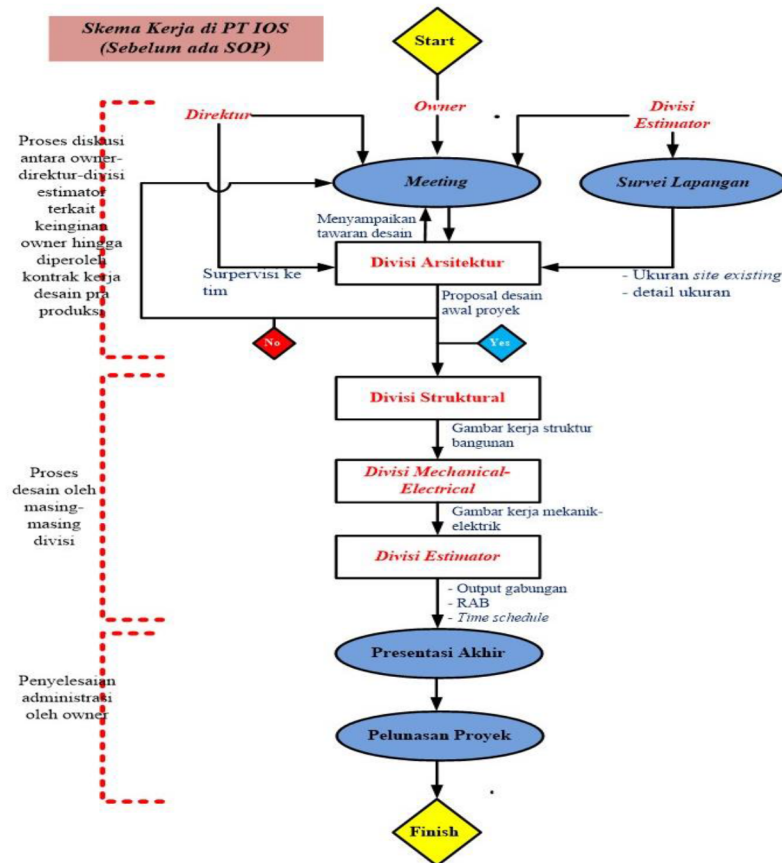 Skema Kerja di PT IOS
(Sebelum ada SOP)
Start
Direktur
Owner
Divisi
Estimator
Proses diskusi
antara owner-
direktur-divisi
estimator
terkait
keinginan
owner hingga
diperoleh
kontrak kerja
desain pra
produksi
Meeting
Survei Lapangan
Menyampaikan
tawaran desain
Divisi Arsitektur
Surpervisi ke
tim
- Ukuran site existing
- detail ukuran
Proposal desain
awal proyek
No
Yes
Divisi Struktural
Gambar kerja struktur
bangunan
Proses
desain oleh
masing-
masing
divisi
Divisi Mechanical-
Electrical
Gambar kerja mekanik-
elektrik
Divisi Estimator
- Output gabungan
- RAB
- Time schedule
Penyelesaian
administrasi
oleh owner
Presentasi Akhir
Pelunasan Proyek
Finish